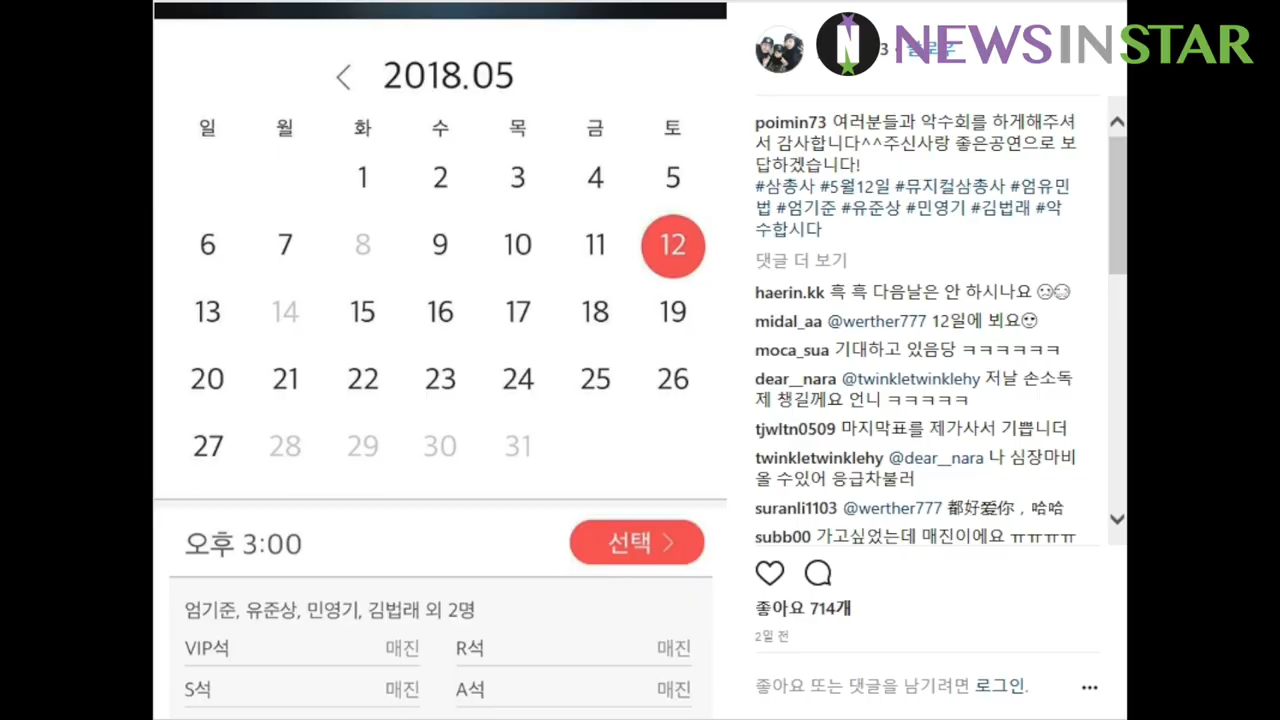 2018.05
일 월 화 수 목 금 토
1 2 3 4 5
6 7 8 9 10 11 12
13 14 15 16 17 18 19
20 21 22 23 24 25 26
27 28 29 30 31
오후 3:00 선택
엄기준, 유준상, 민영기, 김법래 외 2명
VIP석 매진 R석 매진
S석 매진 A석 매진
NEWSINSTAR
poimin73 여러분들과 악수회를 하게해주셔
서 감사합니다^^주신사랑 좋은공연으로 보
답하겠습니다!
#삼총사 #5월12일 #뮤지컬삼총사 #엄유민
법 #엄기준 #유준상 #민영기 #김법래 #악
수합시다
댓글 더 보기
haerin.kk 흑 흑 다음날은 안 하시나요 😢😂
midal_aa @werther777 12일에 뵈요🙂
moca_sua 기대하고 있음당 ㅋㅋㅋㅋㅋㅋ
dear__nara @twinkletwinklehy 저날 손소독
제 챙길께요 언니 ㅋㅋㅋㅋㅋ
tjwltn0509 마지막표를 제가사서 기쁩니더
twinkletwinklehy @dear__nara 나 심장마비
올 수있어 응급차불러
suranli1103 @werther777 都好爱你，哈哈
subb00 가고싶었는데 매진이에요 ㅠㅠㅠㅠ
좋아요 714개
2일 전
좋아요 또는 댓글을 남기려면 로그인.